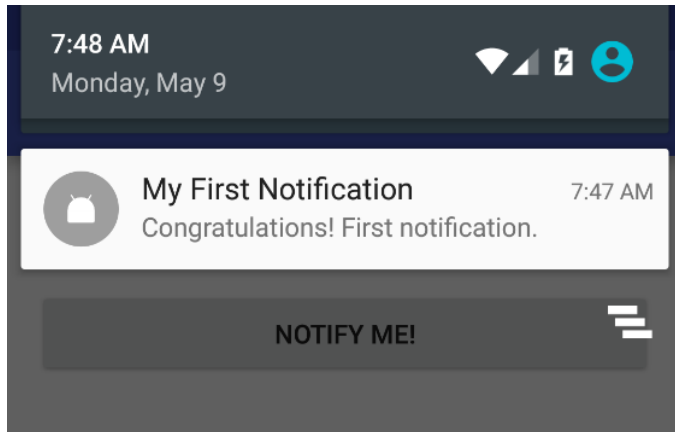 7:48 AM
Monday, May 9
My First Notification 7:47 AM
Congratulations! First notification.
NOTIFY ME!